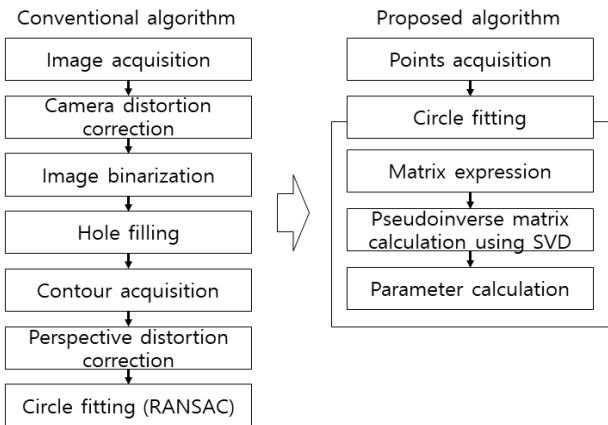 Conventional algorithm
Image acquisition
Camera distortion
correction
Image binarization
Hole filling
Contour acquisition
Perspective distortion
correction
Circle fitting (RANSAC)
Proposed algorithm
Points acquisition
Circle fitting
Matrix expression
Pseudoinverse matrix
calculation using SVD
Parameter calculation